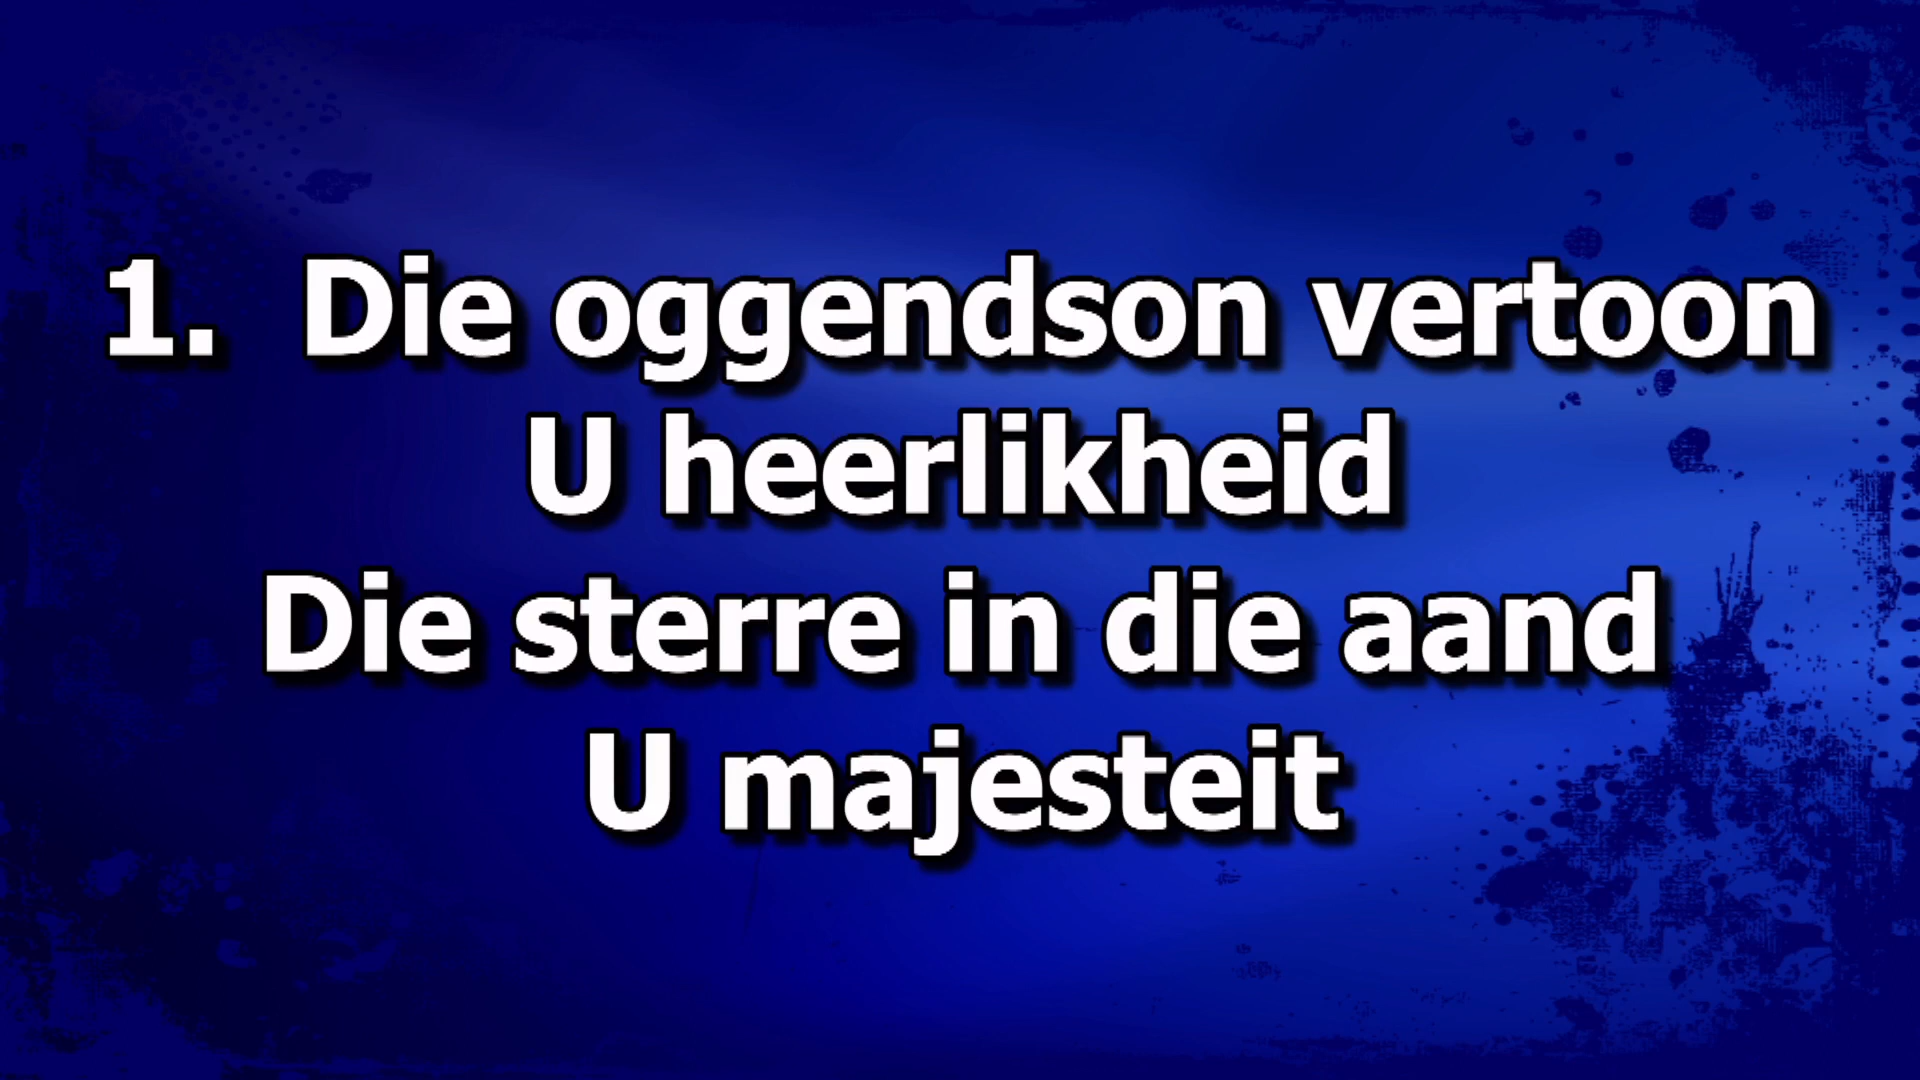 1. Die oggendson vertoon
U heerlikheid
Die sterre in die aand
U majesteit